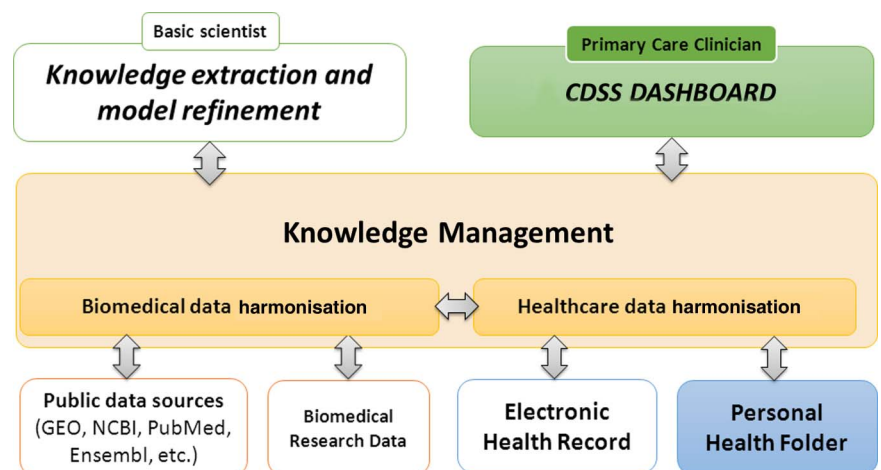 Basic scientist
Knowledge extraction and
model refinement
Primary Care Clinician
CDSS DASHBOARD
Knowledge Management
Biomedical data harmonisation
Healthcare data harmonisation
Public data sources
(GEO, NCBI, PubMed,
Ensembl, etc.)
Biomedical
Research Data
Electronic
Health Record
Personal
Health Folder